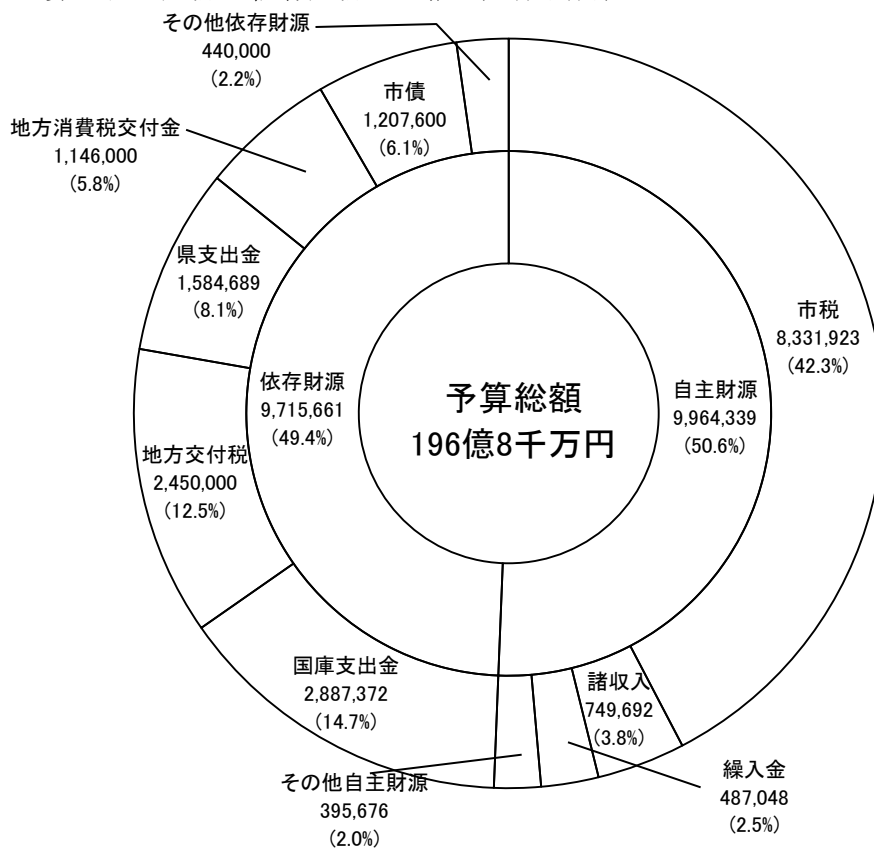 その他依存財源
440,000
(2.2%)
市債
1,207,600
(6.1%)
地方消費税交付金
1,146,000
(5.8%)
県支出金
1,584,689
(8.1%)
市税
8,331,923
(42.3%)
依存財源
9,715,661
(49.4%)
予算総額
196億8千万円
自主財源
9,964,339
(50.6%)
地方交付税
2,450,000
(12.5%)
国庫支出金
2,887,372
(14.7%)
諸収入
749,692
(3.8%)
その他自主財源
395,676
(2.0%)
繰入金
487,048
(2.5%)